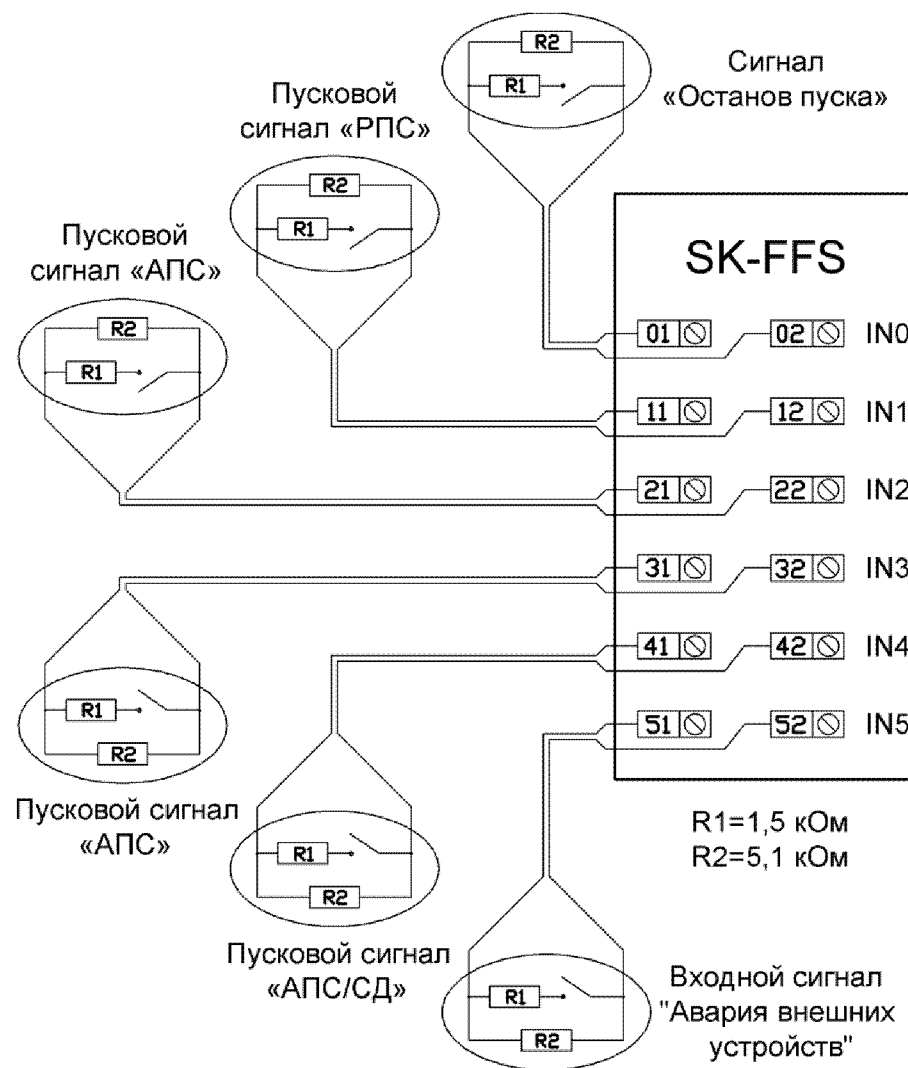 R2
R1
Сигнал
«Останов пуска»
Пусковой
сигнал «РПС»
R2
R1
Пусковой
сигнал «АПС»
R2
R1
SK-FFS
01 02 IN0
11 12 IN1
21 22 IN2
31 32 IN3
41 42 IN4
51 52 IN5
R1
R2
Пусковой сигнал
«АПС»
R1
R2
Пусковой сигнал
«АПС/СД»
R1=1,5 кОм
R2=5,1 кОм
R1
R2
Входной сигнал
"Авария внешних
устройств"